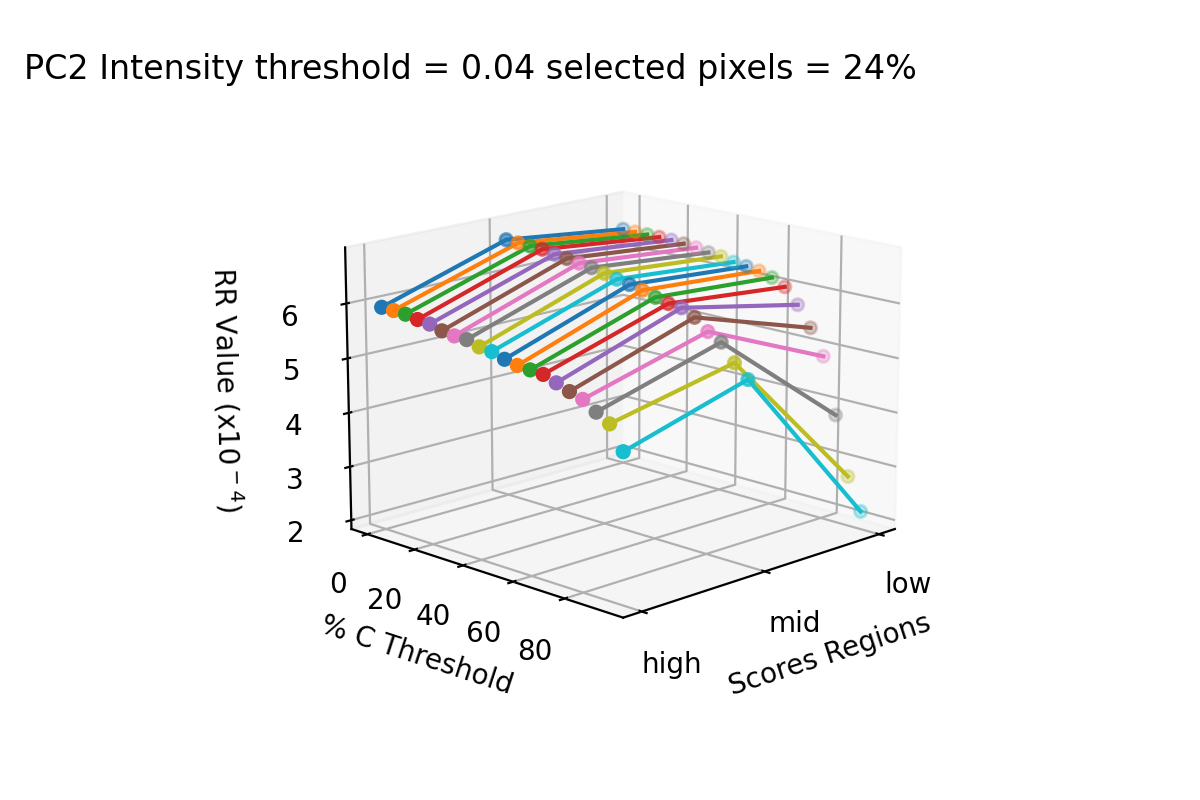 PC2 Intensity threshold = 0.04 selected pixels = 24%
RR Value (x10⁻⁴)
6
5
4
3
2
0
20
40
60
80
% C Threshold
high
mid
low
Scores Regions